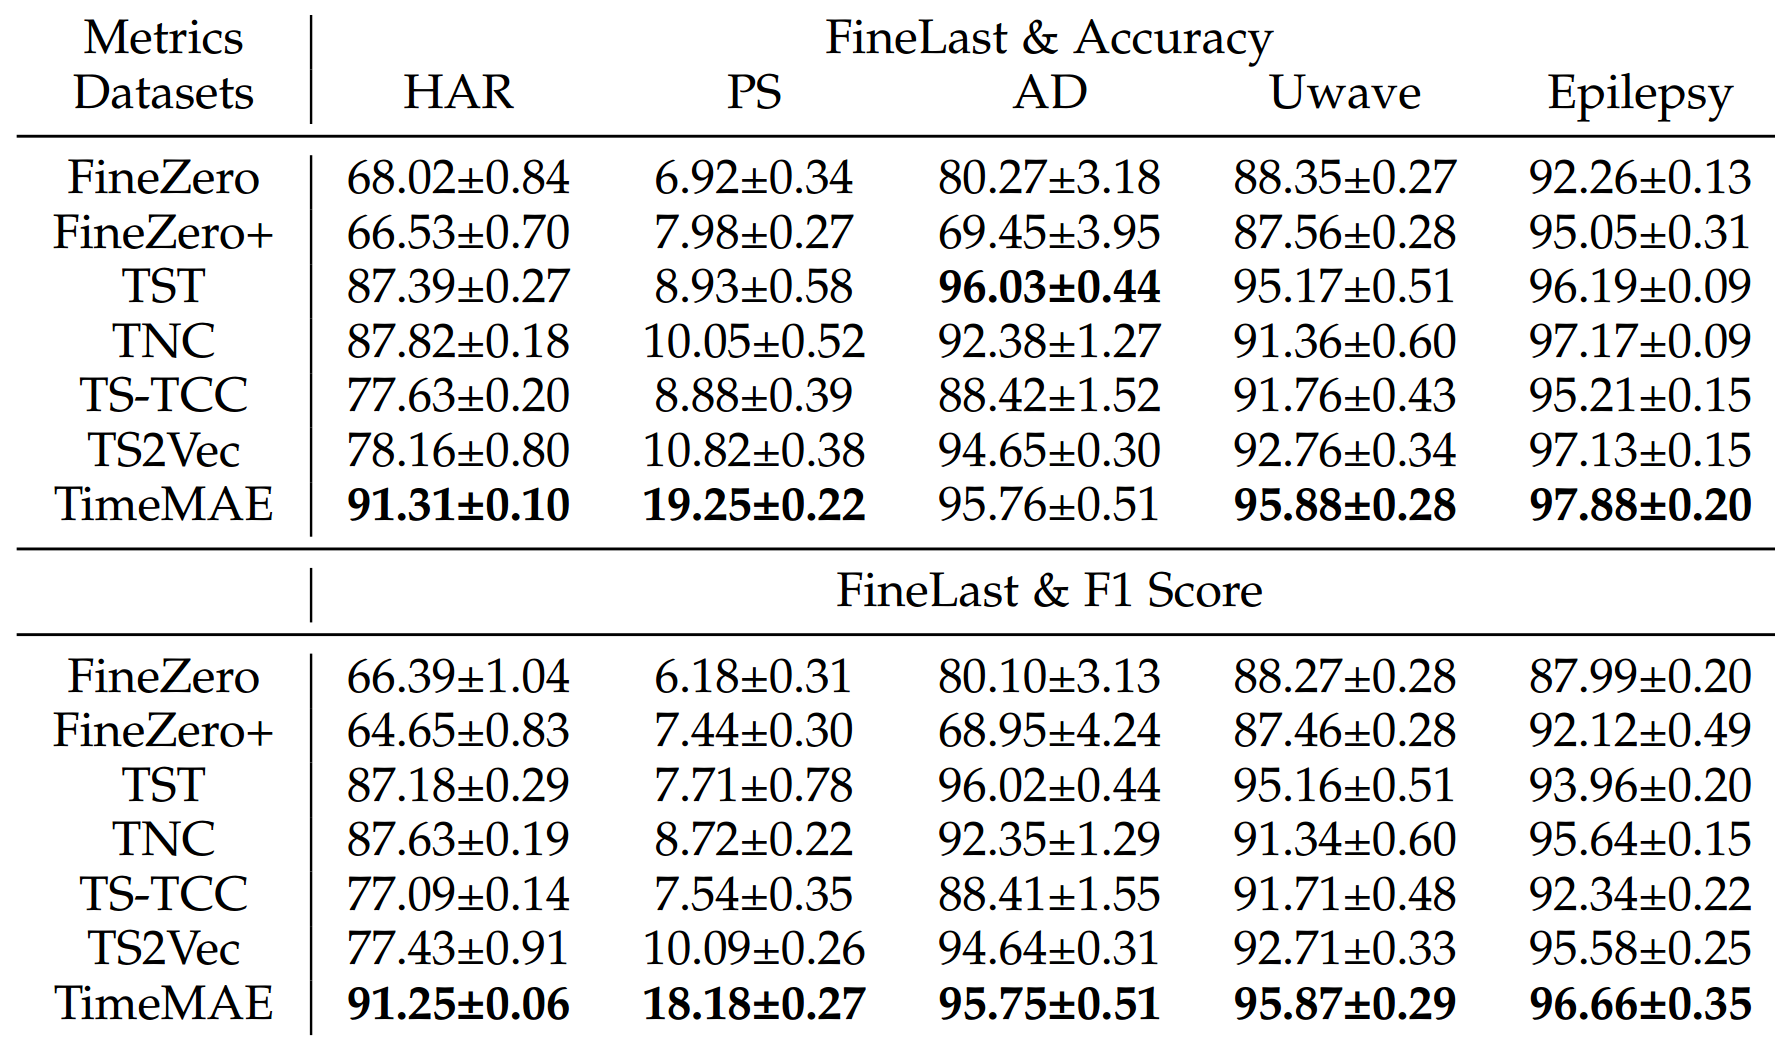 Metrics FineLast & Accuracy
Datasets HAR PS AD Uwave Epilepsy
FineZero 68.02±0.84 6.92±0.34 80.27±3.18 88.35±0.27 92.26±0.13
FineZero+ 66.53±0.70 7.98±0.27 69.45±3.95 87.56±0.28 95.05±0.31
TST 87.39±0.27 8.93±0.58 96.03±0.44 95.17±0.51 96.19±0.09
TNC 87.82±0.18 10.05±0.52 92.38±1.27 91.36±0.60 97.17±0.09
TS-TCC 77.63±0.20 8.88±0.39 88.42±1.52 91.76±0.43 95.21±0.15
TS2Vec 78.16±0.80 10.82±0.38 94.65±0.30 92.76±0.34 97.13±0.15
TimeMAE 91.31±0.10 19.25±0.22 95.76±0.51 95.88±0.28 97.88±0.20
FineLast & F1 Score
FineZero 66.39±1.04 6.18±0.31 80.10±3.13 88.27±0.28 87.99±0.20
FineZero+ 64.65±0.83 7.44±0.30 68.95±4.24 87.46±0.28 92.12±0.49
TST 87.18±0.29 7.71±0.78 96.02±0.44 95.16±0.51 93.96±0.20
TNC 87.63±0.19 8.72±0.22 92.35±1.29 91.34±0.60 95.64±0.15
TS-TCC 77.09±0.14 7.54±0.35 88.41±1.55 91.71±0.48 92.34±0.22
TS2Vec 77.43±0.91 10.09±0.26 94.64±0.31 92.71±0.33 95.58±0.25
TimeMAE 91.25±0.06 18.18±0.27 95.75±0.51 95.87±0.29 96.66±0.35